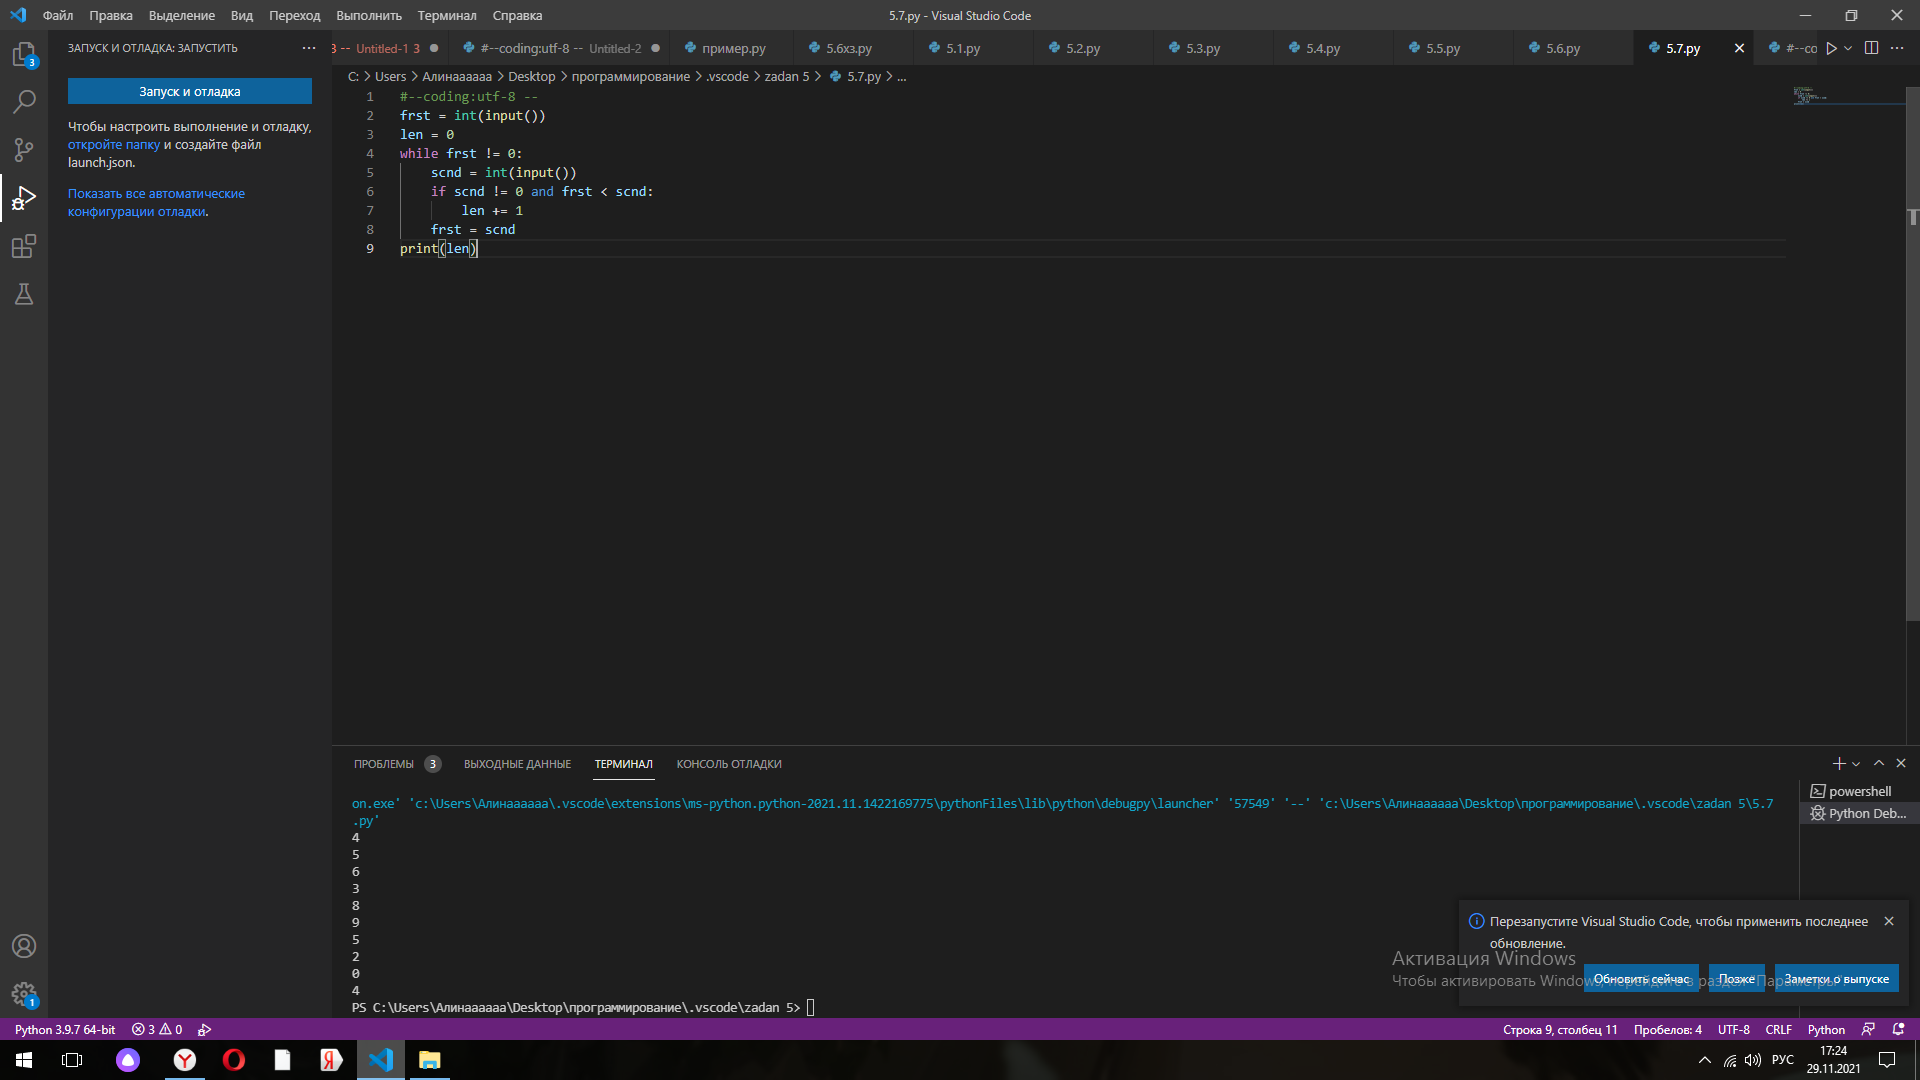 Файл Правка Выделение Вид Переход Выполнить Терминал Справка 5.7.py - Visual Studio Code
ЗАПУСК И ОТЛАДКА: ЗАПУСТИТЬ ...
3 -- Untitled-1 3 #--coding:utf-8 -- Untitled-2 пример.py 5.6хз.py 5.1.py 5.2.py 5.3.py 5.4.py 5.5.py 5.6.py 5.7.py #--co
C: > Users > Алинаааааа > Desktop > программирование > .vscode > zadan 5 > 5.7.py > ...
3
Запуск и отладка
Чтобы настроить выполнение и отладку,
откройте папку и создайте файл
launch.json.
Показать все автоматические
конфигурации отладки.
1 #--coding:utf-8 --
2 frst = int(input())
3 len = 0
4 while frst != 0:
5 scnd = int(input())
6 if scnd != 0 and frst < scnd:
7 len += 1
8 frst = scnd
9 print(len)
ПРОБЛЕМЫ 3 ВЫХОДНЫЕ ДАННЫЕ ТЕРМИНАЛ КОНСОЛЬ ОТЛАДКИ
on.exe' 'c:\Users\Алинаааааа\.vscode\extensions\ms-python.python-2021.11.1422169775\pythonFiles\lib\python\debugpy\launcher' '57549' '--' 'c:\Users\Алинаааааа\Desktop\программирование\.vscode\zadan 5\5.7
.py'
4
5
6
3
8
9
5
2
0
4
PS C:\Users\Алинаааааа\Desktop\программирование\.vscode\zadan 5>
powershell
Python Deb...
Перезапустите Visual Studio Code, чтобы применить последнее
обновление.
Обновить сейчас Позже Заметки о выпуске
Активация Windows
Чтобы активировать Windows, перейдите в раздел "Параметры".
1
Python 3.9.7 64-bit 3 0 Строка 9, столбец 11 Пробелов: 4 UTF-8 CRLF Python
РУС 17:24
29.11.2021